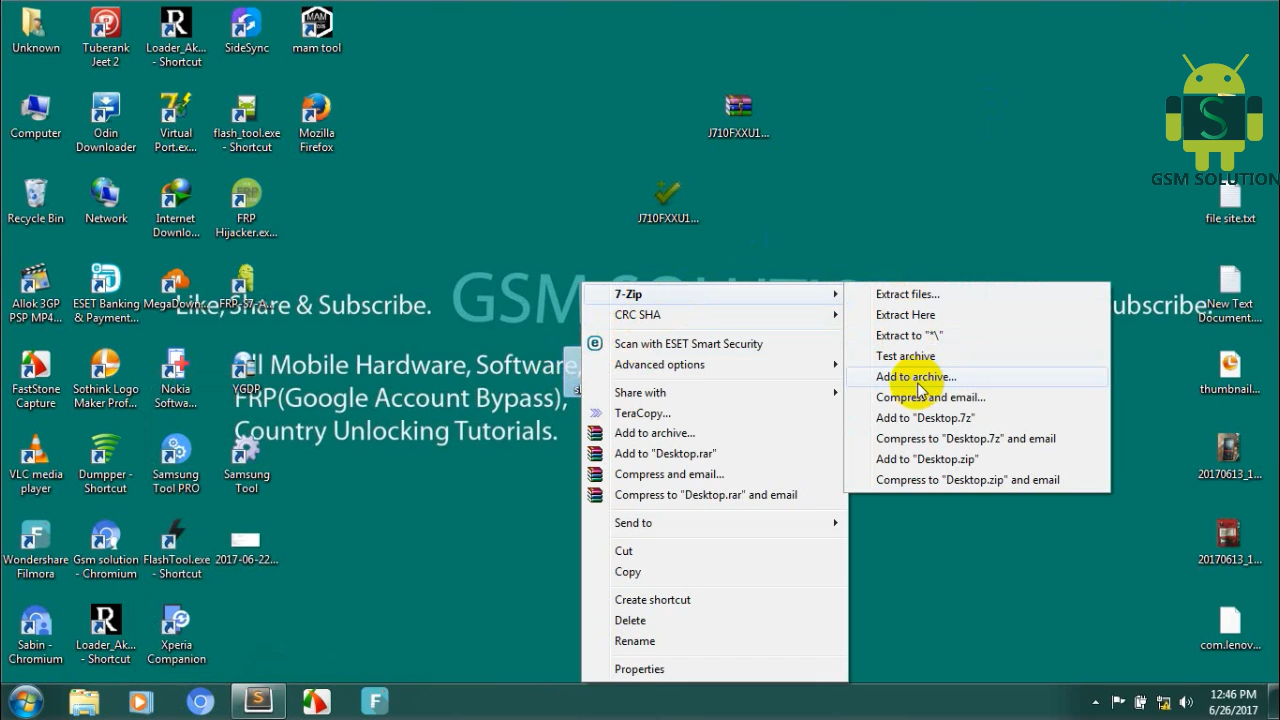 Unknown
Tuberank
Jeet 2
Loader_Ak...
- Shortcut
SideSync
mam tool
Computer
Odin
Downloader
Virtual
Port.exe...
flash_tool.exe
- Shortcut
Mozilla
Firefox
J710FXXU1...
GSM SOLUTION
Recycle Bin
Network
Internet
Downlo...
FRP
Hijacker.ex...
J710FXXU1...
file site.txt
Allok 3GP
PSP MP4...
ESET Banking
& Payment...
MegaDown...
FRP-S7-A...
Like, Share & Subscribe.
GSM SOLU
ubscribe.
New Text
Document...
ll Mobile Hardware, Software,
FRP(Google Account Bypass),
Country Unlocking Tutorials.
FastStone
Capture
Sothink Logo
Maker Prof...
Nokia
Softwa...
YGDP
thumbnail...
VLC media
player
Dumpper -
Shortcut
Samsung
Tool PRO
Samsung
Tool
20170613_1...
Wondershare
Filmora
Gsm solution
- Chromium
FlashTool.exe
- Shortcut
2017-06-22...
20170613_1...
Sabin -
Chromium
Loader_Ak...
- Shortcut
Xperia
Companion
com.lenov...
7-Zip
CRC SHA
Scan with ESET Smart Security
Advanced options
Share with
TeraCopy...
Add to archive...
Add to "Desktop.rar"
Compress and email...
Compress to "Desktop.rar" and email
Send to
Cut
Copy
Create shortcut
Delete
Rename
Properties
Extract files...
Extract Here
Extract to "*\"
Test archive
Add to archive...
Compress and email...
Add to "Desktop.7z"
Compress to "Desktop.7z" and email
Add to "Desktop.zip"
Compress to "Desktop.zip" and email
12:46 PM
6/26/2017